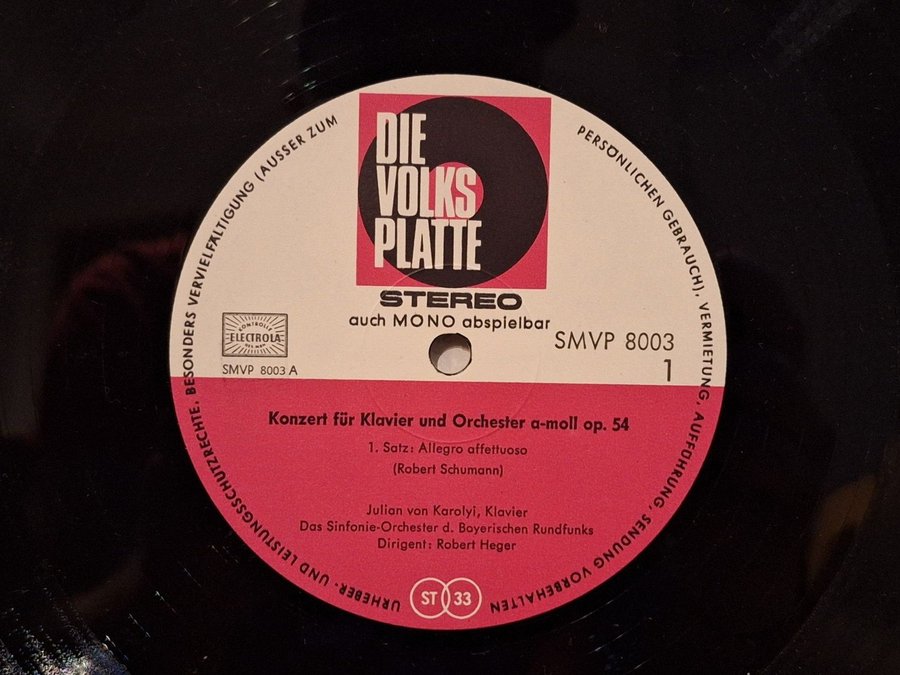 DIE
VOLKS
PLATTE
STEREO
auch MONO abspielbar
ELECTROLA
SMVP 8003 A
SMVP 8003
1
Konzert für Klavier und Orchester a-moll op. 54
1. Satz: Allegro affettuoso
(Robert Schumann)
Julian von Karolyi, Klavier
Das Sinfonie-Orchester d. Bayerischen Rundfunks
Dirigent: Robert Heger
ST 33
URHEBER- UND LEISTUNGSSCHUTZRECHTE, BESONDERS VERVIELFÄLTIGUNG (AUSSER ZUM PERSÖNLICHEN GEBRAUCH), VERMIETUNG, AUFFÜHRUNG, SENDUNG VORBEHALTEN